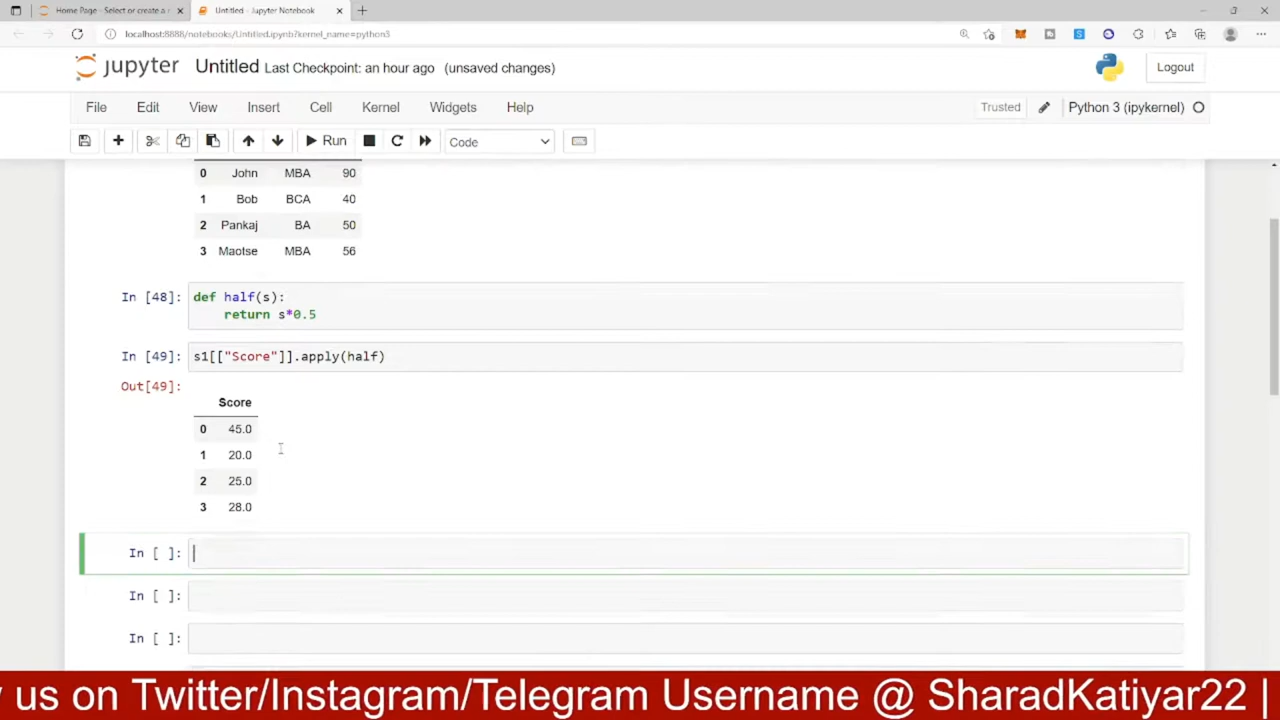 Home Page - Select or create a n
Untitled - Jupyter Notebook
localhost:8888/notebooks/Untitled.ipynb?kernel_name=python3
jupyter Untitled Last Checkpoint: an hour ago (unsaved changes)
Logout
File Edit View Insert Cell Kernel Widgets Help
Trusted Python 3 (ipykernel)
Run Code
0 John MBA 90
1 Bob BCA 40
2 Pankaj BA 50
3 Maotse MBA 56
In [48]: def half(s):
return s*0.5
In [49]: s1[["Score"]].apply(half)
Out[49]:
Score
0 45.0
1 20.0
2 25.0
3 28.0
In [ ]:
In [ ]:
In [ ]:
us on Twitter/Instagram/Telegram Username @ SharadKatiyar22 |